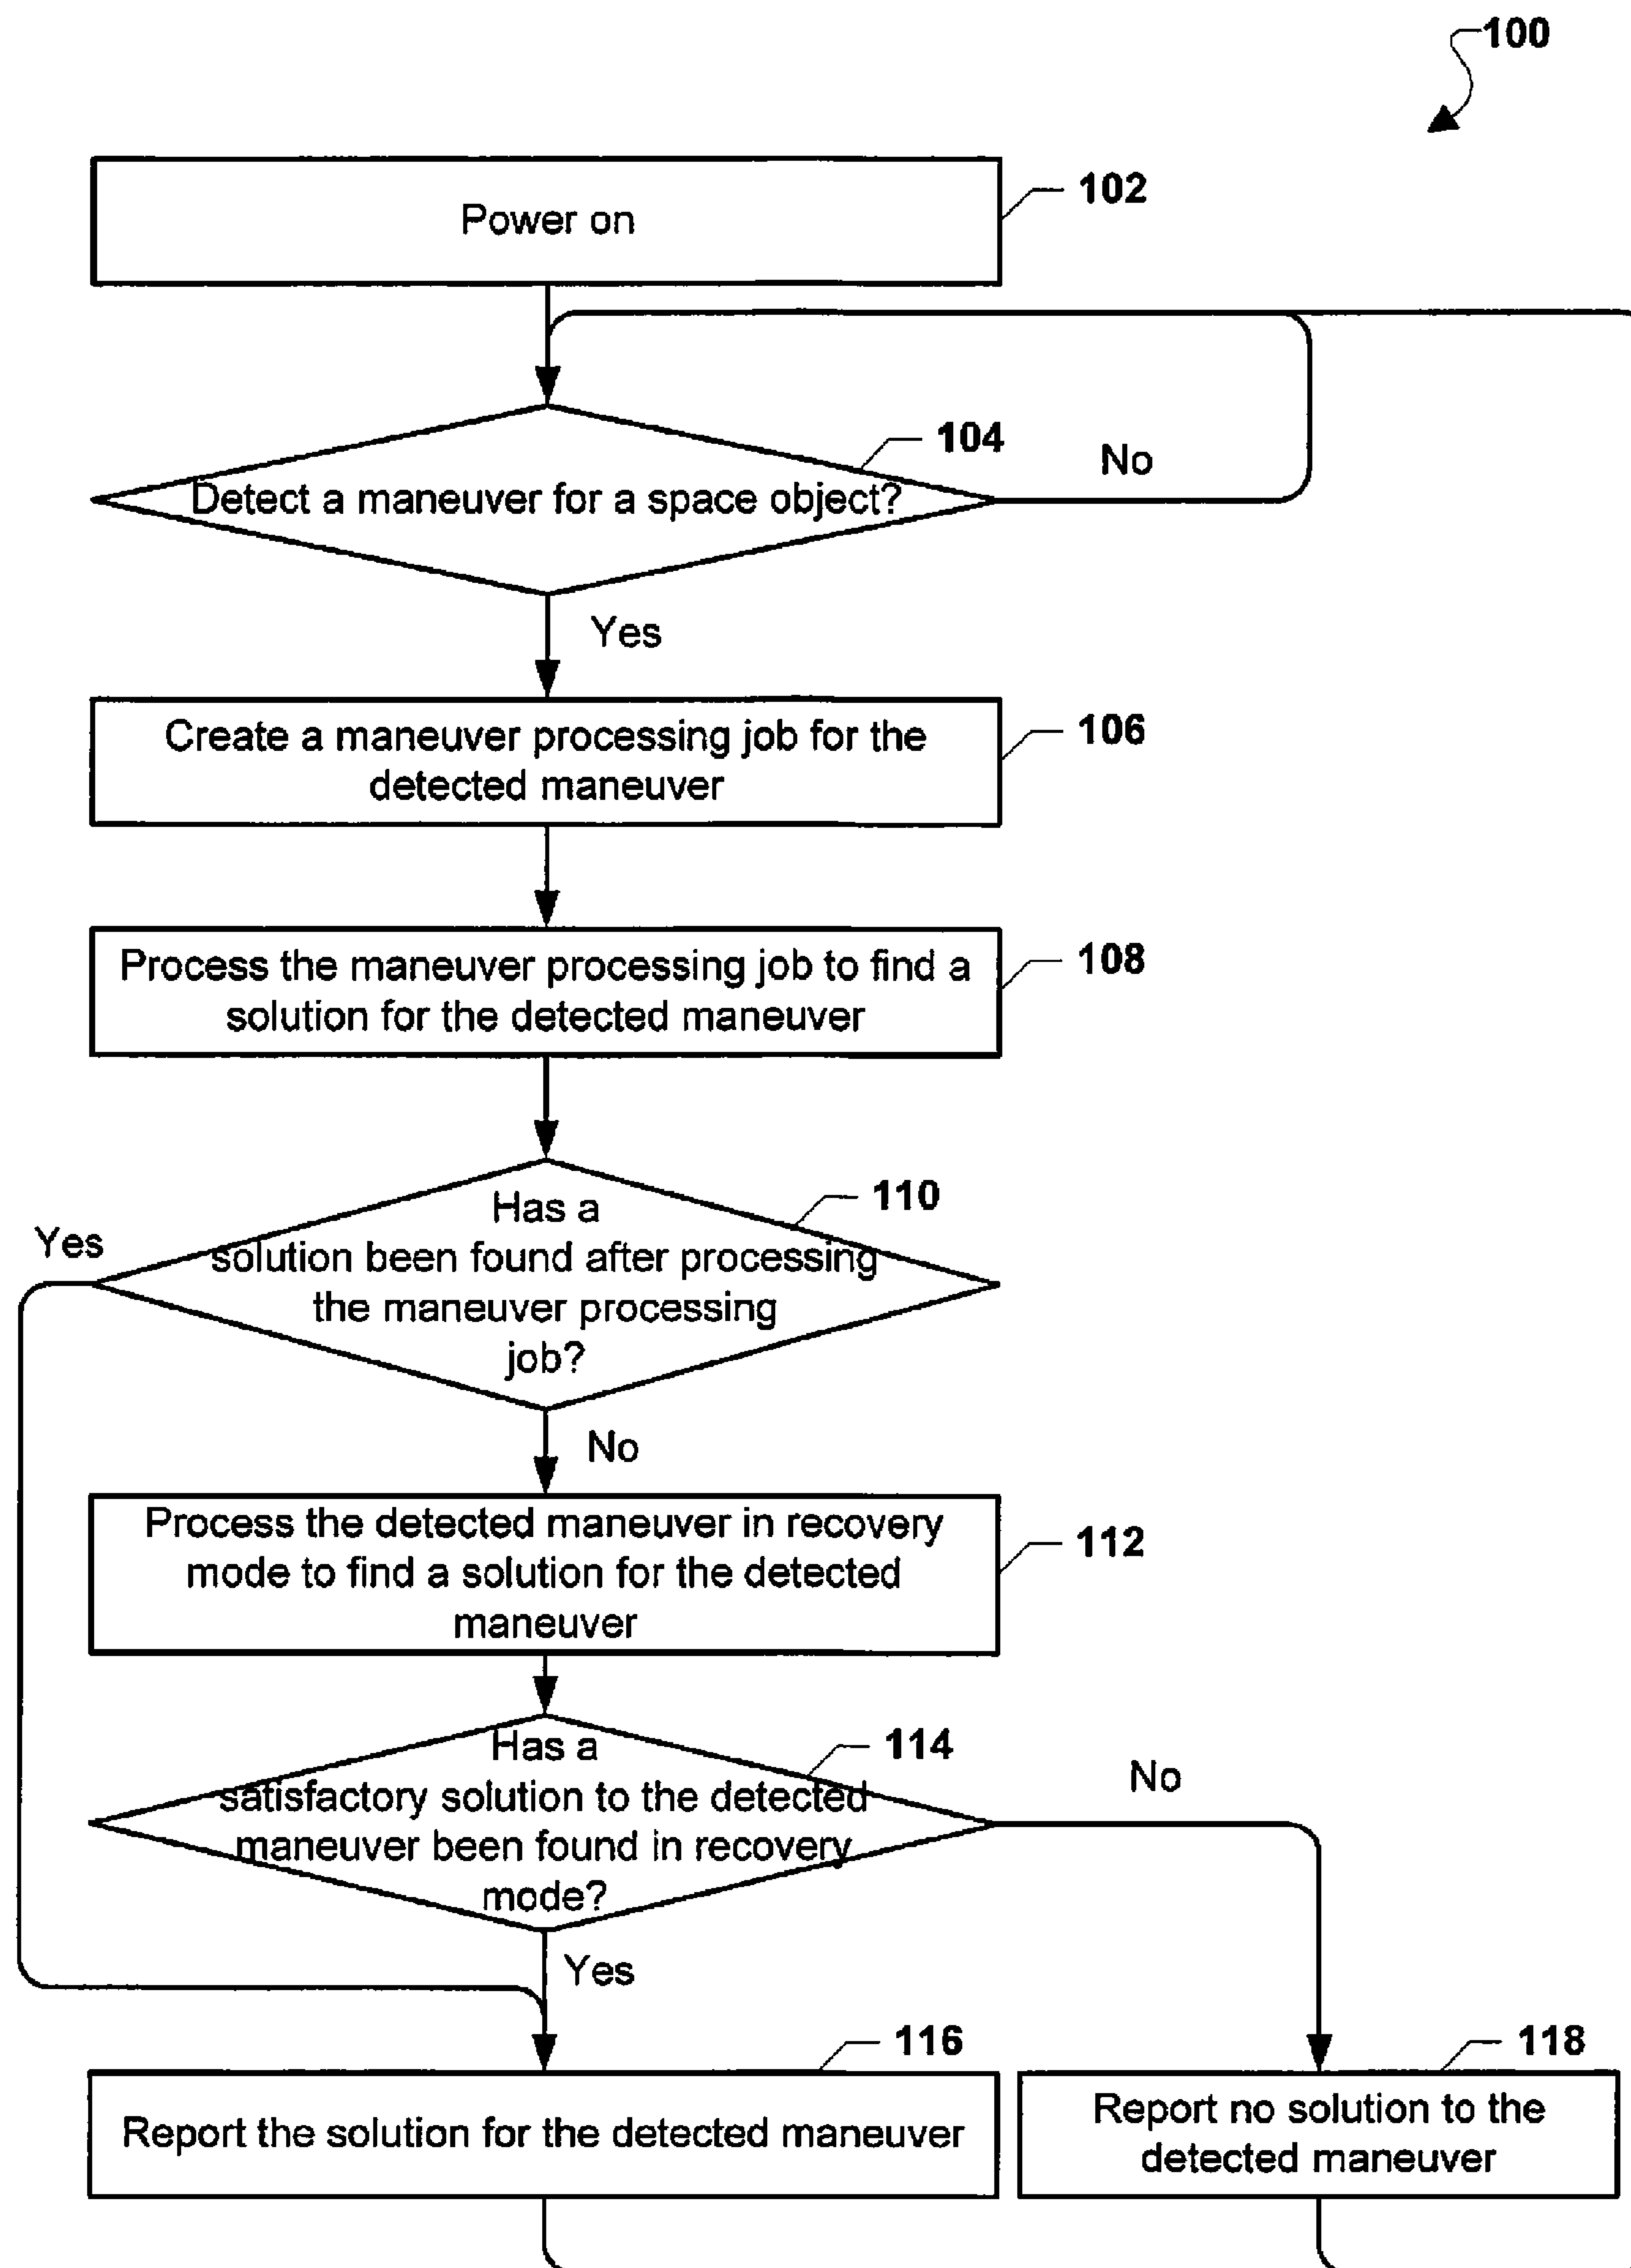 100
Power on
102
104
No
Detect a maneuver for a space object?
Yes
Create a maneuver processing job for the
detected maneuver
106
Process the maneuver processing job to find a
solution for the detected maneuver
108
Has a
solution been found after processing
the maneuver processing
job?
110
Yes
No
Process the detected maneuver in recovery
mode to find a solution for the detected
maneuver
112
Has a
satisfactory solution to the detected
maneuver been found in recovery
mode?
114
No
Yes
116
Report the solution for the detected maneuver
118
Report no solution to the
detected maneuver